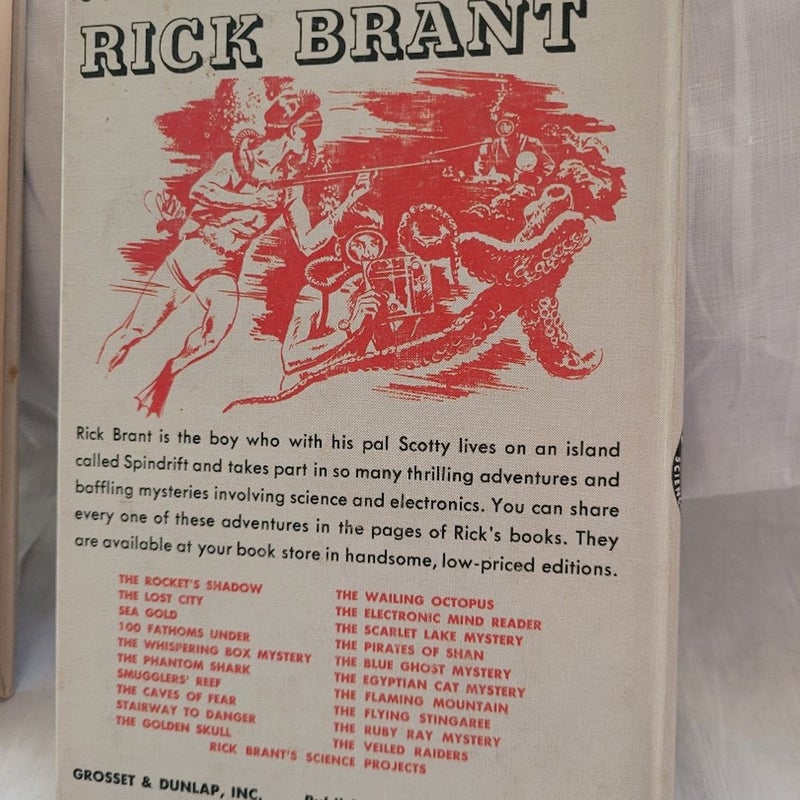 RICK BRANT
Rick Brant is the boy who with his pal Scotty lives on an island
called Spindrift and takes part in so many thrilling adventures and
baffling mysteries involving science and electronics. You can share
every one of these adventures in the pages of Rick's books. They
are available at your book store in handsome, low-priced editions.
THE ROCKET'S SHADOW
THE LOST CITY
SEA GOLD
100 FATHOMS UNDER
THE WHISPERING BOX MYSTERY
THE PHANTOM SHARK
SMUGGLERS' REEF
THE CAVES OF FEAR
STAIRWAY TO DANGER
THE GOLDEN SKULL
THE WAILING OCTOPUS
THE ELECTRONIC MIND READER
THE SCARLET LAKE MYSTERY
THE PIRATES OF SHAN
THE BLUE GHOST MYSTERY
THE EGYPTIAN CAT MYSTERY
THE FLAMING MOUNTAIN
THE FLYING STINGAREE
THE RUBY RAY MYSTERY
THE VEILED RAIDERS
RICK BRANT'S SCIENCE PROJECTS
GROSSET & DUNLAP, INC.